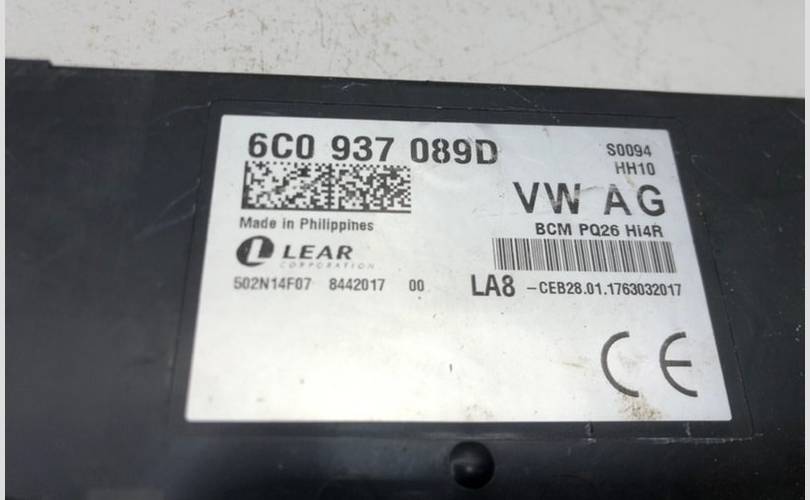 6C0 937 089D
S0094
HH10
VW AG
Made in Philippines
BCM PQ26 Hi4R
LEAR
CORPORATION
502N14F07 8442017 00
LA8 -CEB28.01.1763032017
CE